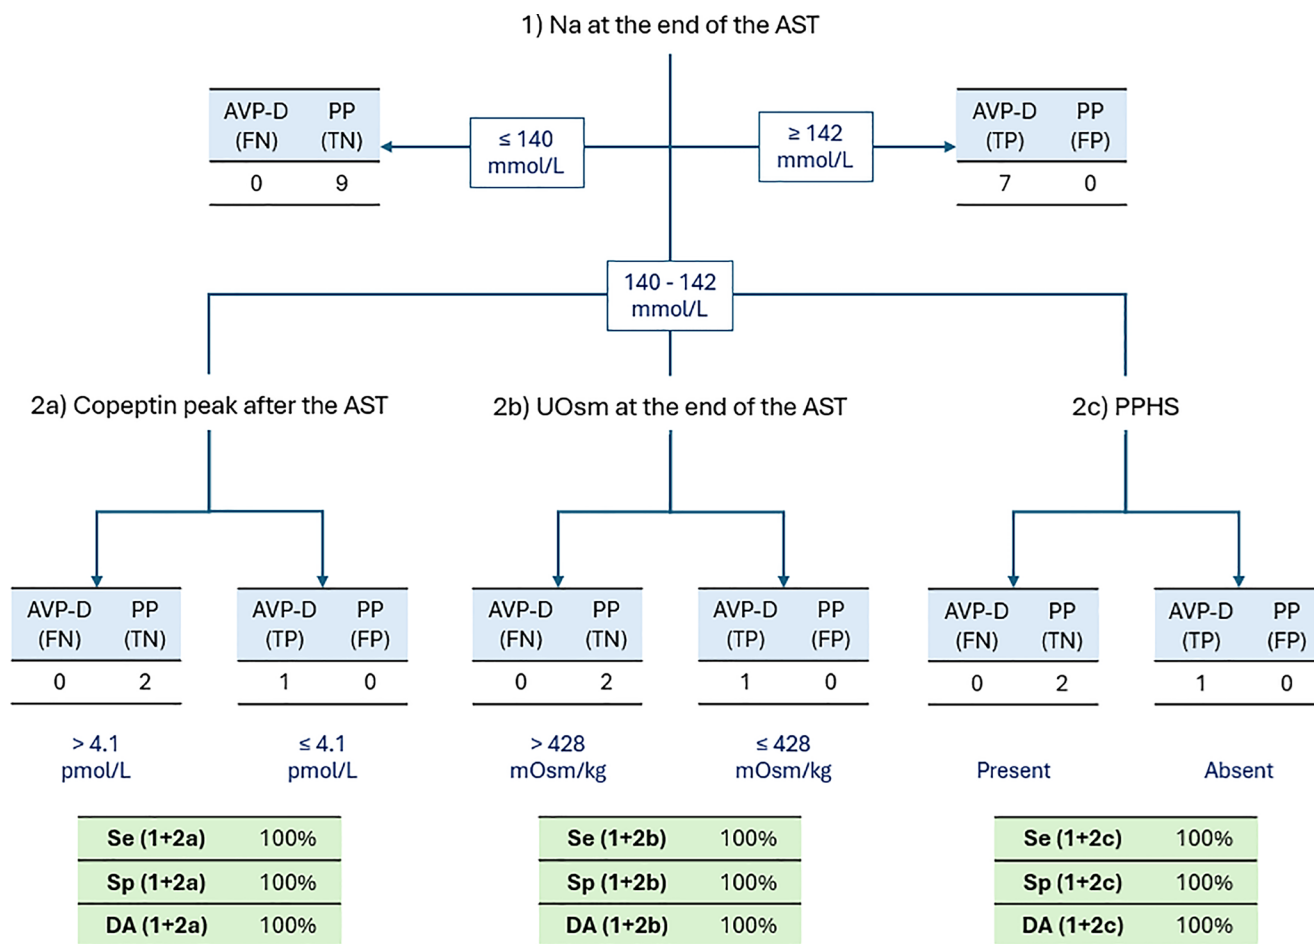 1) Na at the end of the AST
AVP-D PP
(FN) (TN)
0 9
≤ 140
mmol/L
≥ 142
mmol/L
AVP-D PP
(TP) (FP)
7 0
140 - 142
mmol/L
2a) Copeptin peak after the AST
2b) UOsm at the end of the AST
2c) PPHS
AVP-D PP
(FN) (TN)
0 2
AVP-D PP
(TP) (FP)
1 0
AVP-D PP
(FN) (TN)
0 2
AVP-D PP
(TP) (FP)
1 0
AVP-D PP
(FN) (TN)
0 2
AVP-D PP
(TP) (FP)
1 0
> 4.1
pmol/L
≤ 4.1
pmol/L
> 428
mOsm/kg
≤ 428
mOsm/kg
Present
Absent
Se (1+2a) 100%
Sp (1+2a) 100%
DA (1+2a) 100%
Se (1+2b) 100%
Sp (1+2b) 100%
DA (1+2b) 100%
Se (1+2c) 100%
Sp (1+2c) 100%
DA (1+2c) 100%